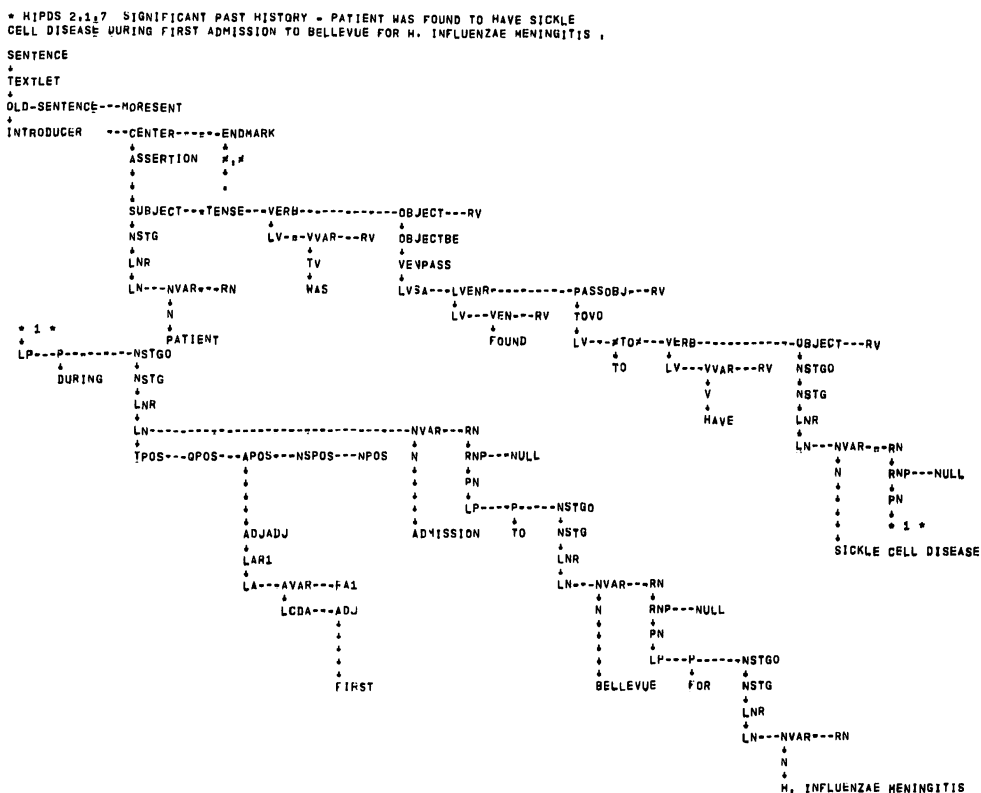 * HIPDS 2.1.7 SIGNIFICANT PAST HISTORY - PATIENT WAS FOUND TO HAVE SICKLE
CELL DISEASE DURING FIRST ADMISSION TO BELLEVUE FOR H. INFLUENZAE MENINGITIS .
SENTENCE
TEXTLET
OLD-SENTENCE---MORESENT
INTRODUCER ---CENTER------ENDMARK
ASSERTION *.*
.
SUBJECT---TENSE---VERB-------------OBJECT---RV
NSTG LV---VVAR---RV OBJECTBE
LNR TV VENPASS
LN---NVAR---RN WAS LVSA---LVENR-----------PASSOBJ---RV
N LV---VEN---RV TOVO
* 1 * PATIENT FOUND LV---*TO*---VERB-------------OBJECT---RV
LP---P---------NSTGO TO LV---VVAR---RV NSTGO
DURING NSTG V NSTG
LNR HAVE LNR
LN------------------------------------NVAR---RN LN---NVAR---RN
TPOS---QPOS---APOS---NSPOS---NPOS N RNP---NULL N RNP---NULL
PN PN
LP----P-----NSTGO * 1 *
ADJADJ ADMISSION TO NSTG SICKLE CELL DISEASE
LAR1 LNR
LA---AVAR---RA1 LN---NVAR---RN
LCDA---ADJ N RNP---NULL
PN
LP---P-------NSTGO
FIRST BELLEVUE FOR NSTG
LNR
LN---NVAR---RN
N
H. INFLUENZAE MENINGITIS